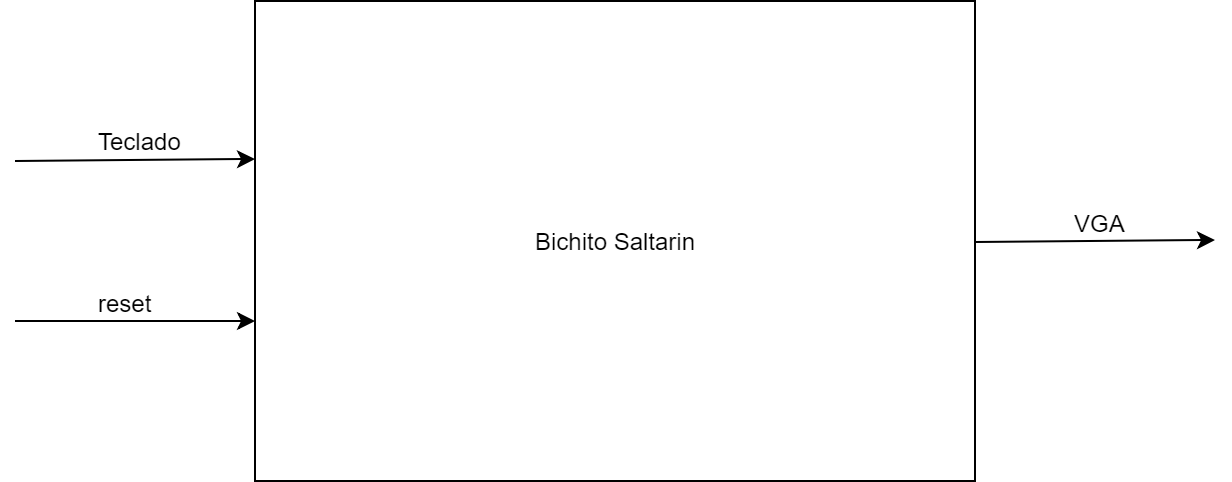 Teclado
VGA
Bichito Saltarin
reset